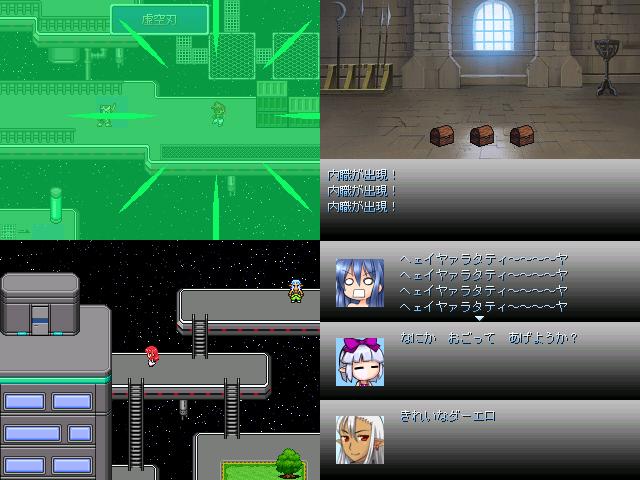 虚空刃
内職が出現！
内職が出現！
内職が出現！
ヘェイヤァラタティ～～～～ヤ
ヘェイヤァラタティ～～～～ヤ
ヘェイヤァラタティ～～～～ヤ
ヘェイヤァラタティ～～～～ヤ
なにか　おごって　あげようか？
きれいなダーエロ